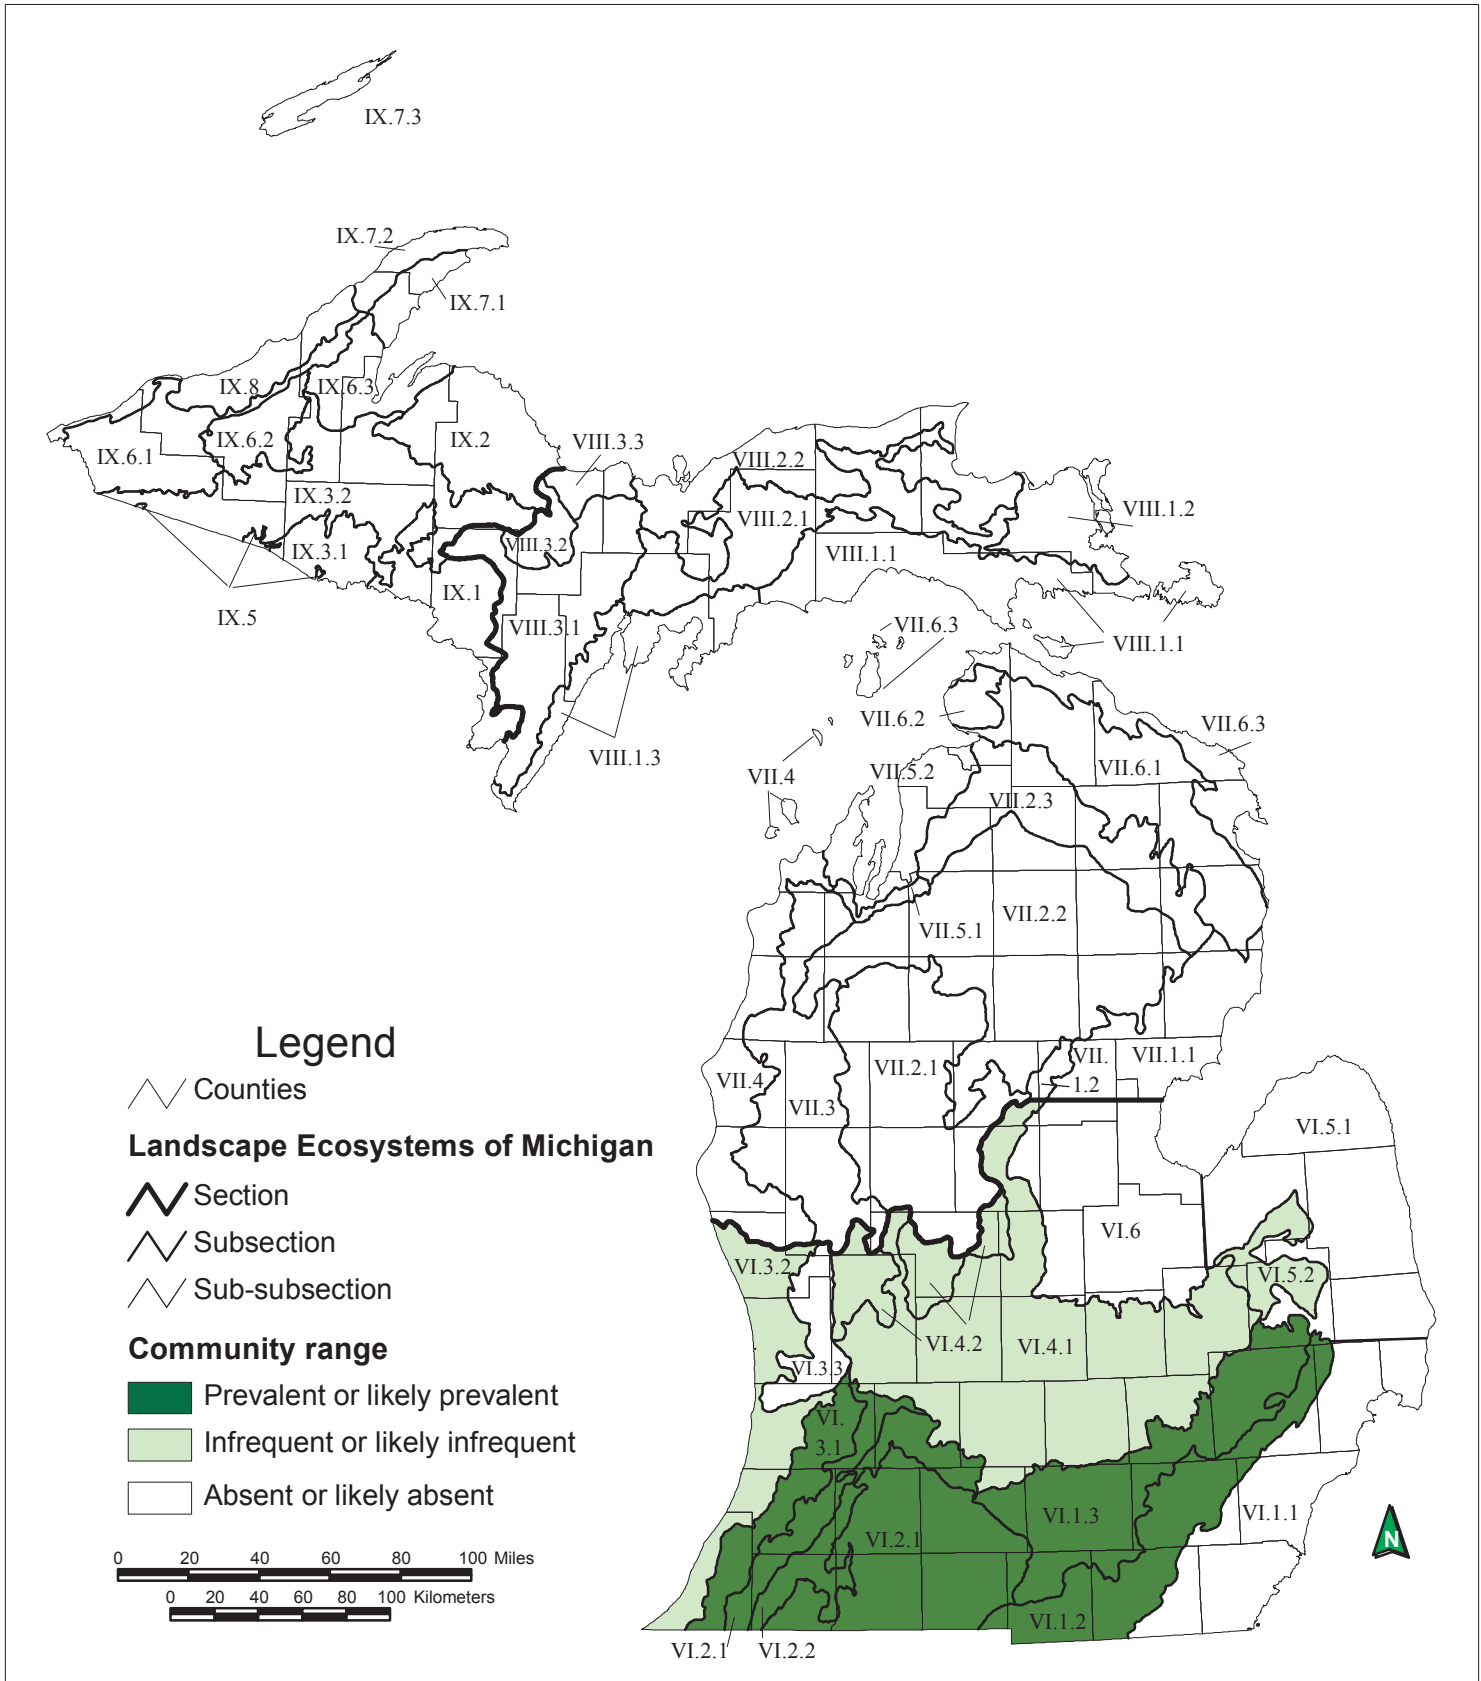 IX.7.3
IX.7.2
IX.7.1
IX.8
IX.6.3
IX.6.2
IX.6.1
IX.2
VIII.3.3
VIII.2.2
IX.3.2
VIII.2.1
VIII.1.2
IX.3.1
VIII.3.2
VIII.1.1
IX.1
IX.5
VIII.3.1
VII.6.3
VIII.1.1
VII.6.2
VII.6.3
VIII.1.3
VII.4
VII.5.2
VII.6.1
VII.2.3
VII.5.1
VII.2.2
Legend
Counties
Landscape Ecosystems of Michigan
Section
Subsection
Sub-subsection
Community range
Prevalent or likely prevalent
Infrequent or likely infrequent
Absent or likely absent
0 20 40 60 80 100 Miles
0 20 40 60 80 100 Kilometers
VII.4
VII.3
VII.2.1
VII.
1.2
VII.1.1
VI.5.1
VI.6
VI.3.2
VI.5.2
VI.4.2
VI.4.1
VI.3.3
VI.
3.1
VI.1.3
VI.1.1
VI.2.1
VI.1.2
VI.2.1
VI.2.2
N